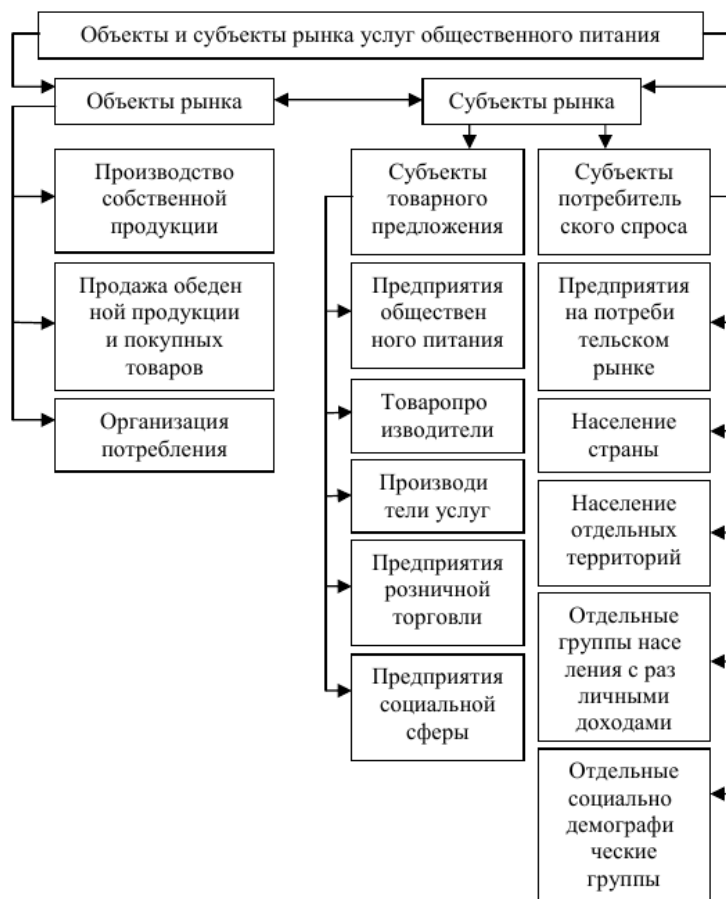 Объекты и субъекты рынка услуг общественного питания
Объекты рынка
Субъекты рынка
Производство
собственной
продукции
Продажа обеден
ной продукции
и покупных
товаров
Организация
потребления
Субъекты
товарного
предложения
Предприятия
обществен
ного питания
Товаропро
изводители
Производи
тели услуг
Предприятия
розничной
торговли
Предприятия
социальной
сферы
Субъекты
потребитель
ского спроса
Предприятия
на потреби
тельском
рынке
Население
страны
Население
отдельных
территорий
Отдельные
группы насе
ления с раз
личными
доходами
Отдельные
социально
демографи
ческие
группы